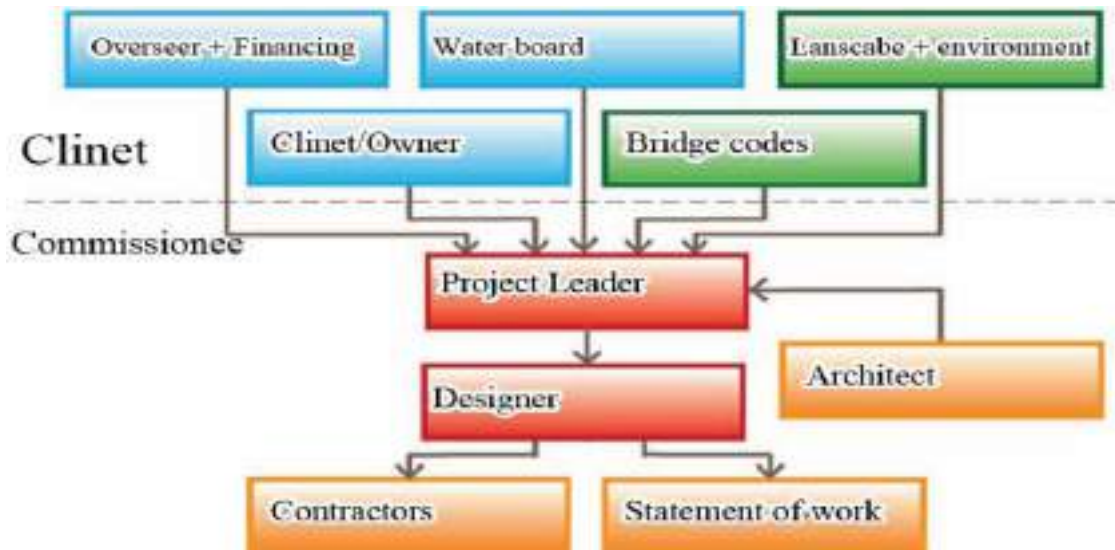 Overseer + Financing
Water board
Lanscabe + environment
Clinet/Owner
Bridge codes
Clinet
Commissionee
Project Leader
Architect
Designer
Contractors
Statement of work